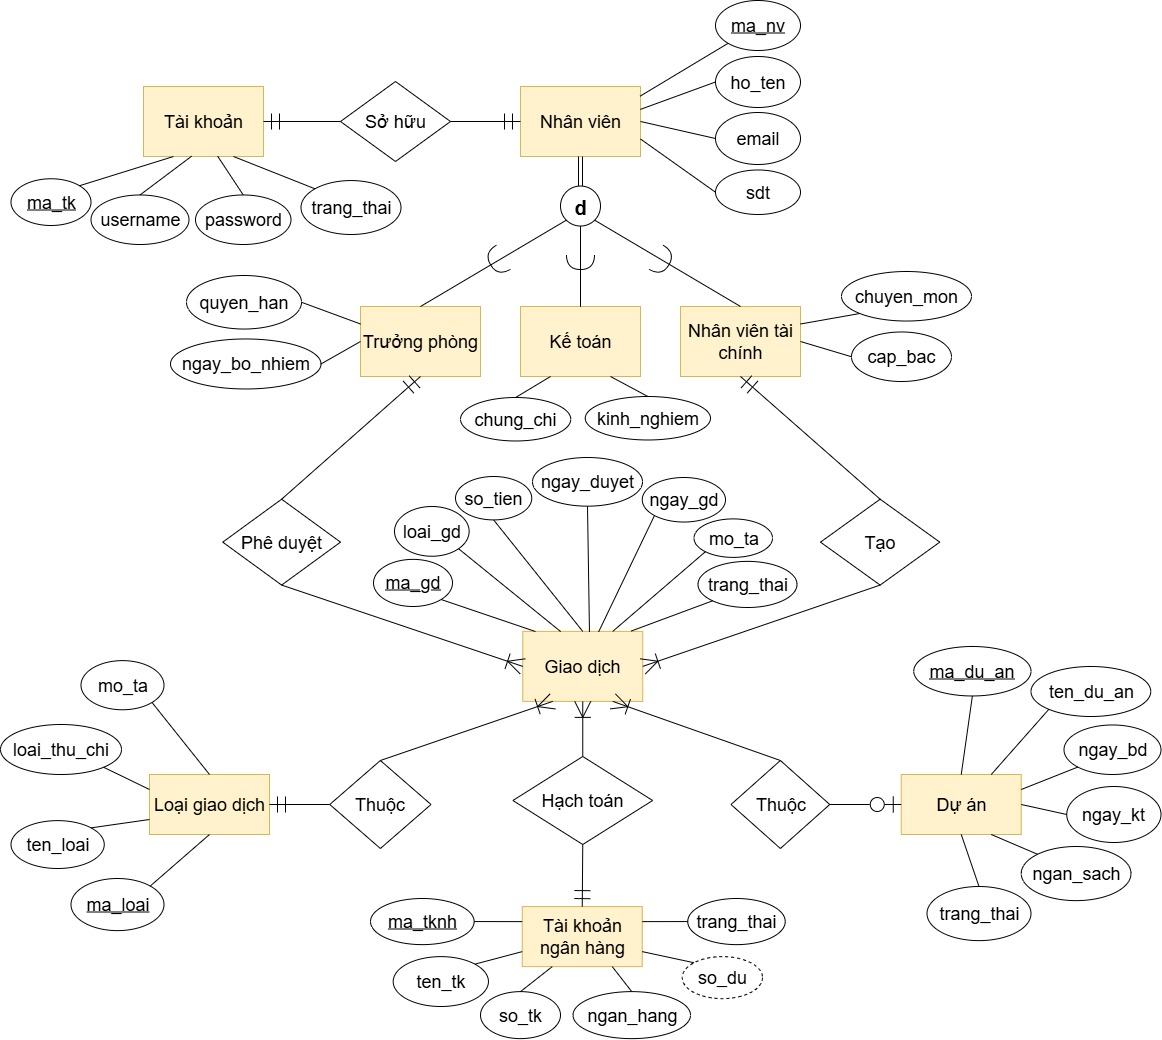 ma_nv
ho_ten
Tài khoản
Sở hữu
Nhân viên
email
sdt
ma_tk
username
password
trang_thai
d
quyen_han
ngay_bo_nhiem
Trưởng phòng
Kế toán
Nhân viên tài
chính
chuyen_mon
cap_bac
chung_chi
kinh_nghiem
ngay_duyet
so_tien
ngay_gd
loai_gd
mo_ta
Phê duyệt
Tạo
ma_gd
trang_thai
Giao dịch
mo_ta
ma_du_an
ten_du_an
loai_thu_chi
ngay_bd
Loại giao dịch
Thuộc
Hạch toán
Thuộc
Dự án
ngay_kt
ten_loai
ngan_sach
ma_loai
trang_thai
ma_tknh
Tài khoản
ngân hàng
trang_thai
ten_tk
so_du
so_tk
ngan_hang